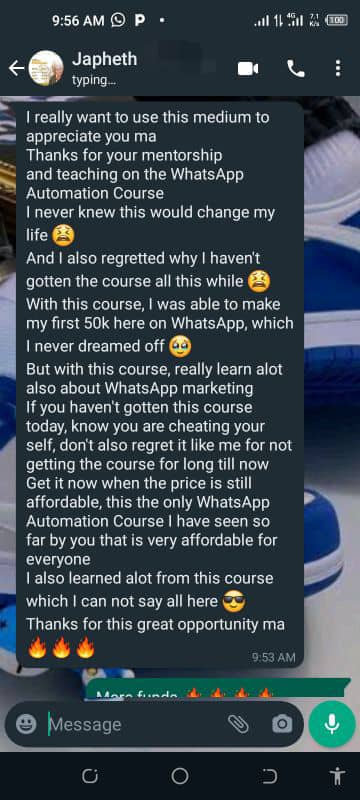 9:56 AM
4G
7.1
K/s
100
Japheth
typing...
I really want to use this medium to
appreciate you ma
Thanks for your mentorship
and teaching on the WhatsApp
Automation Course
I never knew this would change my
life 😫
And I also regretted why I haven't
gotten the course all this while 😫
With this course, I was able to make
my first 50k here on WhatsApp, which
I never dreamed off 🥹
But with this course, really learn alot
also about WhatsApp marketing
If you haven't gotten this course
today, know you are cheating your
self, don't also regret it like me for not
getting the course for long till now
Get it now when the price is still
affordable, this the only WhatsApp
Automation Course I have seen so
far by you that is very affordable for
everyone
I also learned alot from this course
which I can not say all here 😎
Thanks for this great opportunity ma
🔥🔥🔥
9:53 AM
More funds 🔥🔥🔥🔥
Message